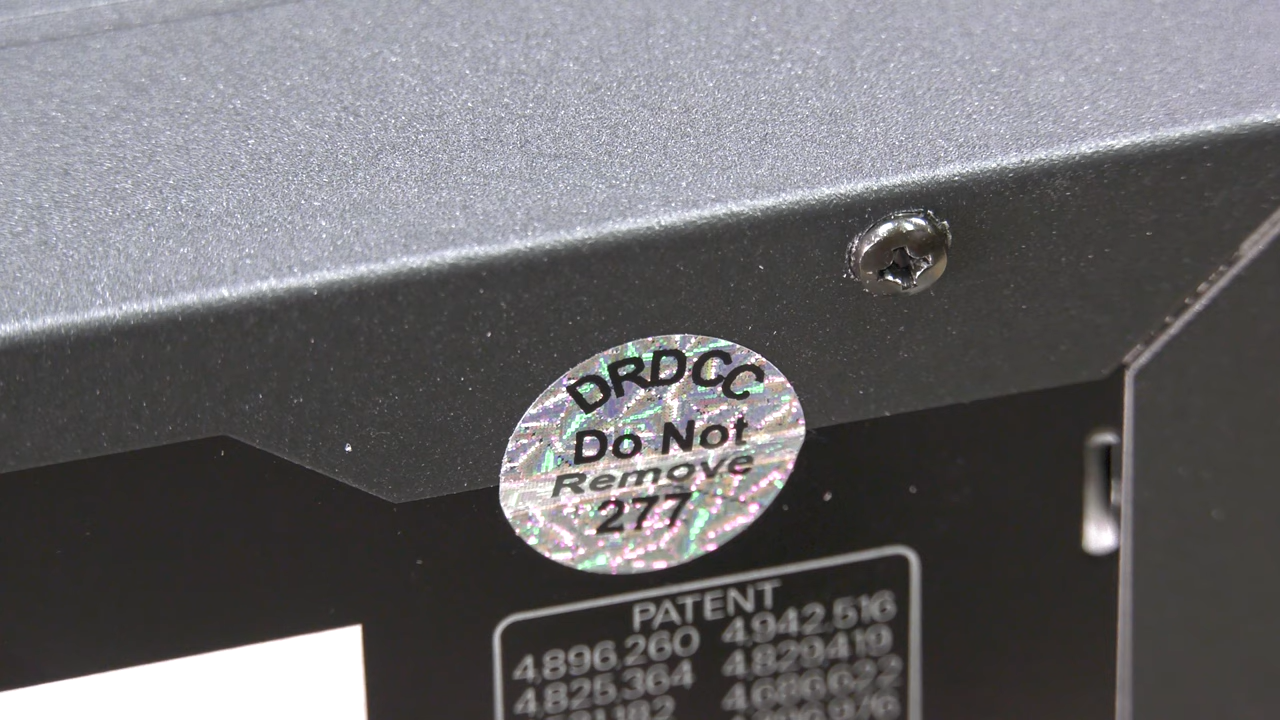 DRDCC
Do Not
Remove
277
PATENT
4,896,260 4,942,516
4,825,364 4,829,419